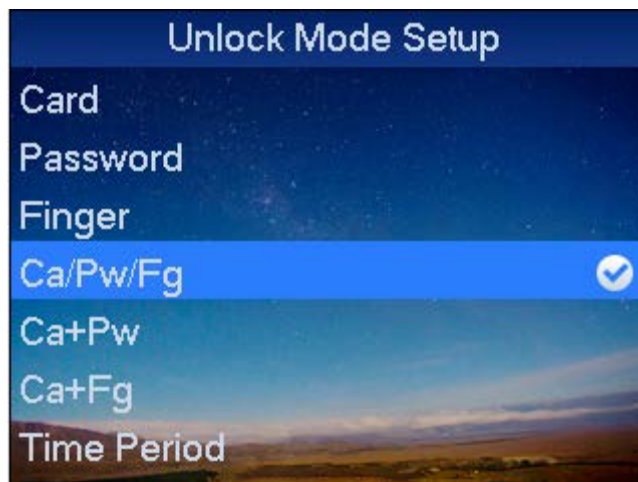 Unlock Mode Setup
Card
Password
Finger
Ca/Pw/Fg
Ca+Pw
Ca+Fg
Time Period